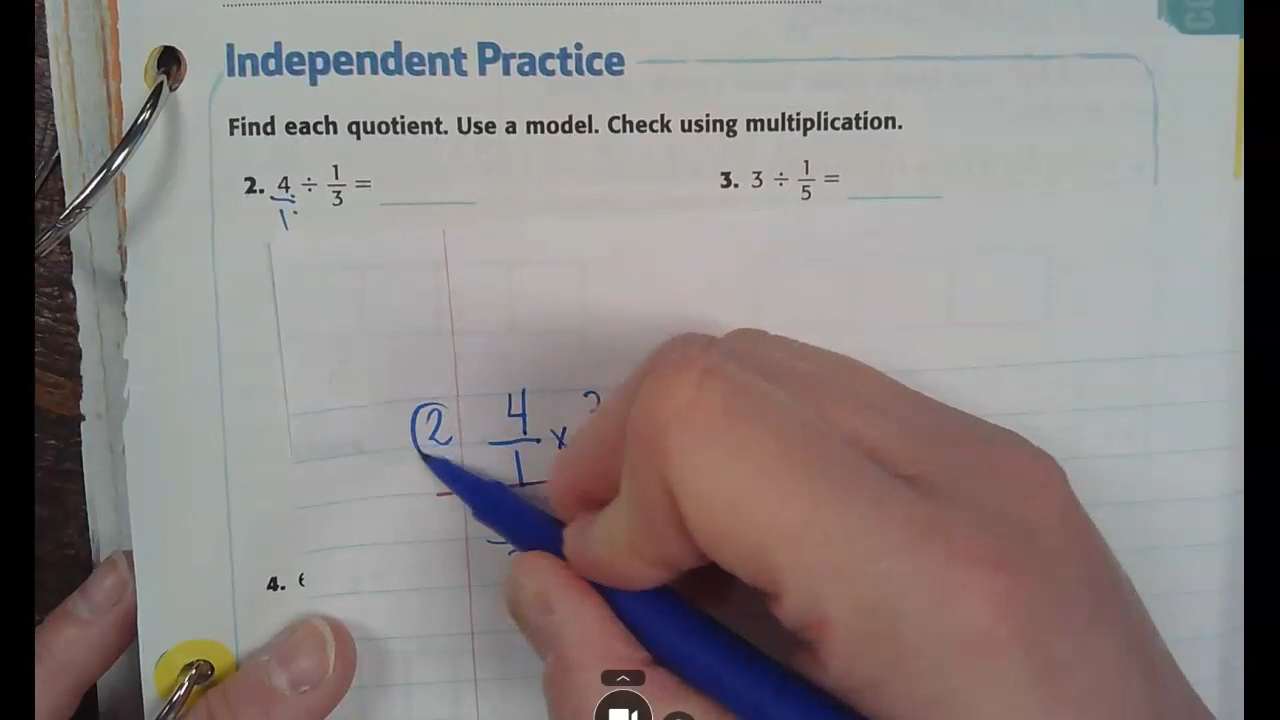 Independent Practice
Find each quotient. Use a model. Check using multiplication.
2. 4 ÷ 1/3 =
1
3. 3 ÷ 1/5 =
2 4/1 ×
4.